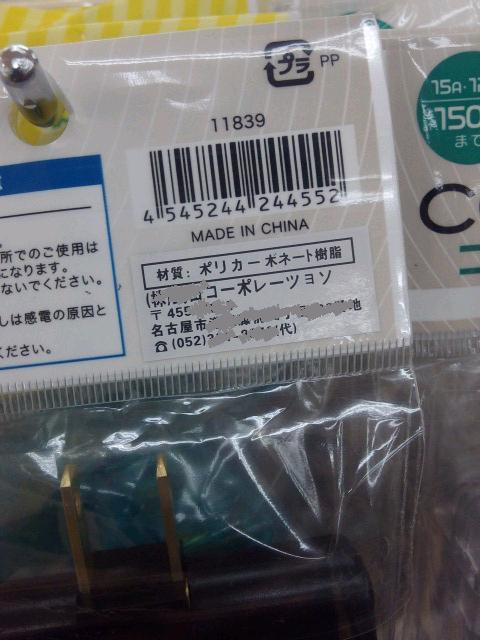 プラ PP
11839
4 545244 244552
MADE IN CHINA
材質: ポリカーボネート樹脂
コーポレーツョソ
〒455
名古屋市
☎(052) 代)
所でのご使用は
になります。
ないでください。
しは感電の原因と
ください。
15A・1
150
まで
C